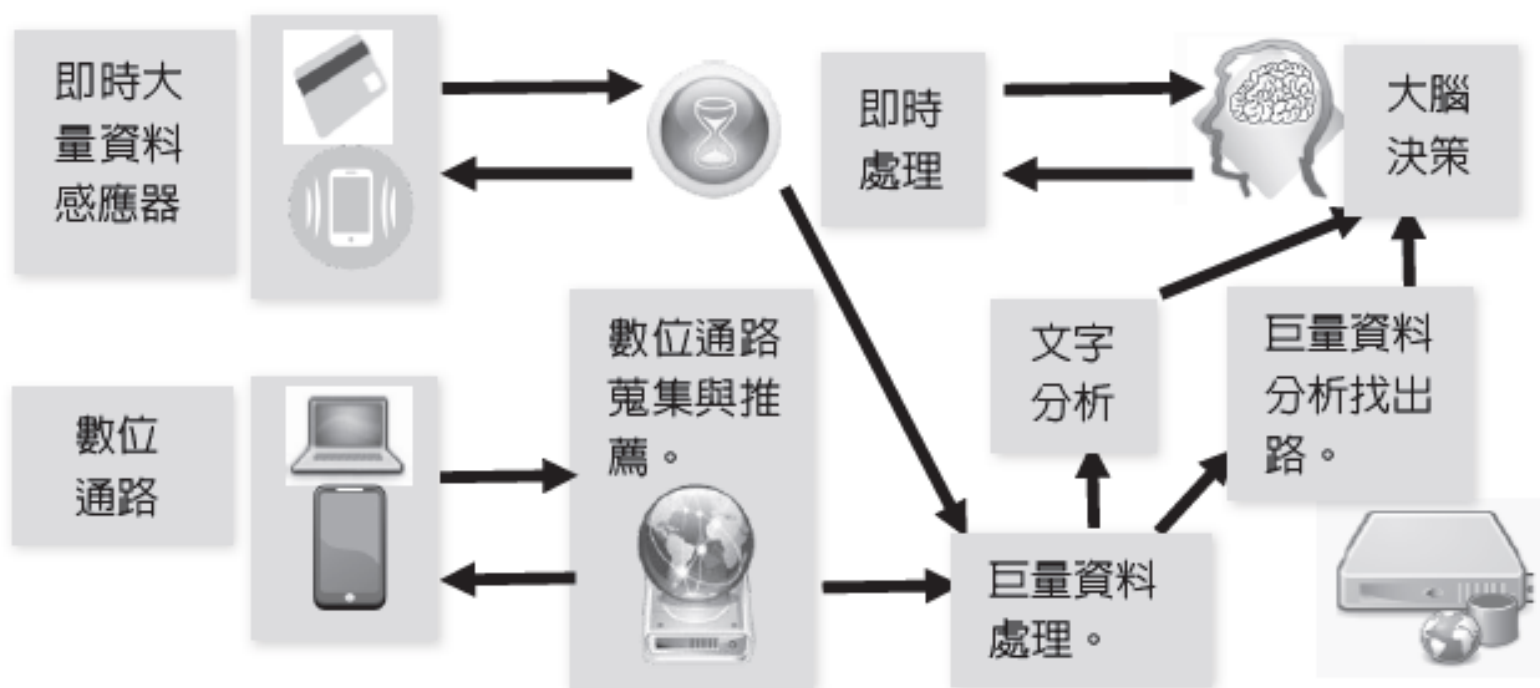 即時大
量資料
感應器
即時
處理
大腦
決策
數位
通路
數位通路
蒐集與推
薦。
文字
分析
巨量資料
分析找出
路。
巨量資料
處理。